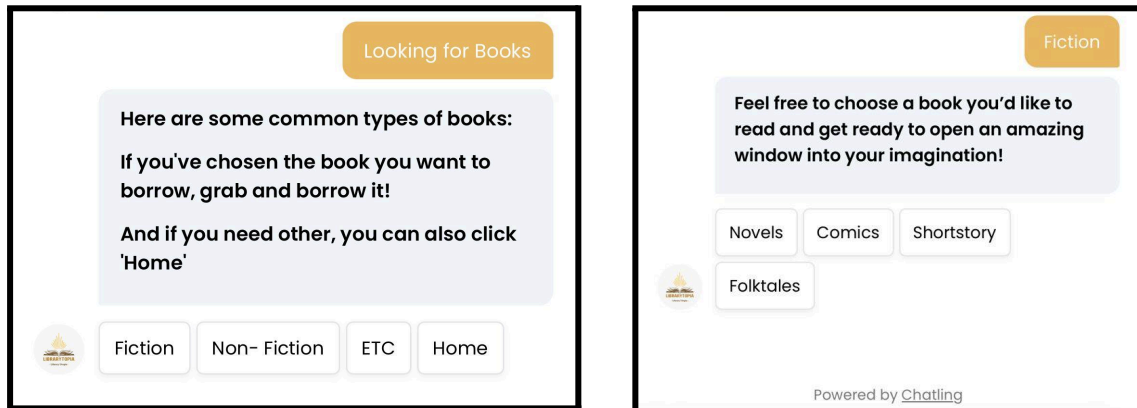 Looking for Books
Here are some common types of books:
If you've chosen the book you want to
borrow, grab and borrow it!
And if you need other, you can also click
'Home'
LIBRARYTOPIA
Fiction
Non- Fiction
ETC
Home
Fiction
Feel free to choose a book you’d like to
read and get ready to open an amazing
window into your imagination!
Novels
Comics
Shortstory
LIBRARYTOPIA
Folktales
Powered by Chatling